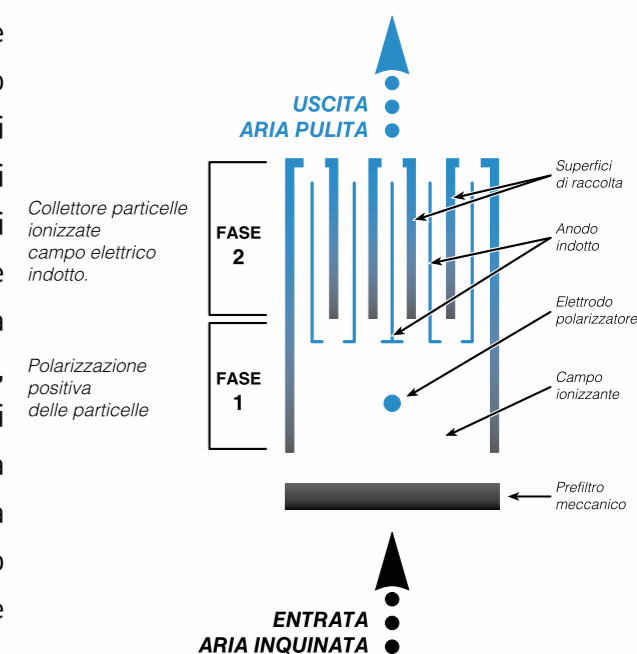 e
o
i
i
i
e
a
,
i
a
a
o
e
USCITA
ARIA PULITA
Collettore particelle
ionizzate
campo elettrico
indotto.
FASE
2
Polarizzazione
positiva
delle particelle
FASE
1
Superfici
di raccolta
Anodo
indotto
Elettrodo
polarizzatore
Campo
ionizzante
Prefiltro
meccanico
ENTRATA
ARIA INQUINATA